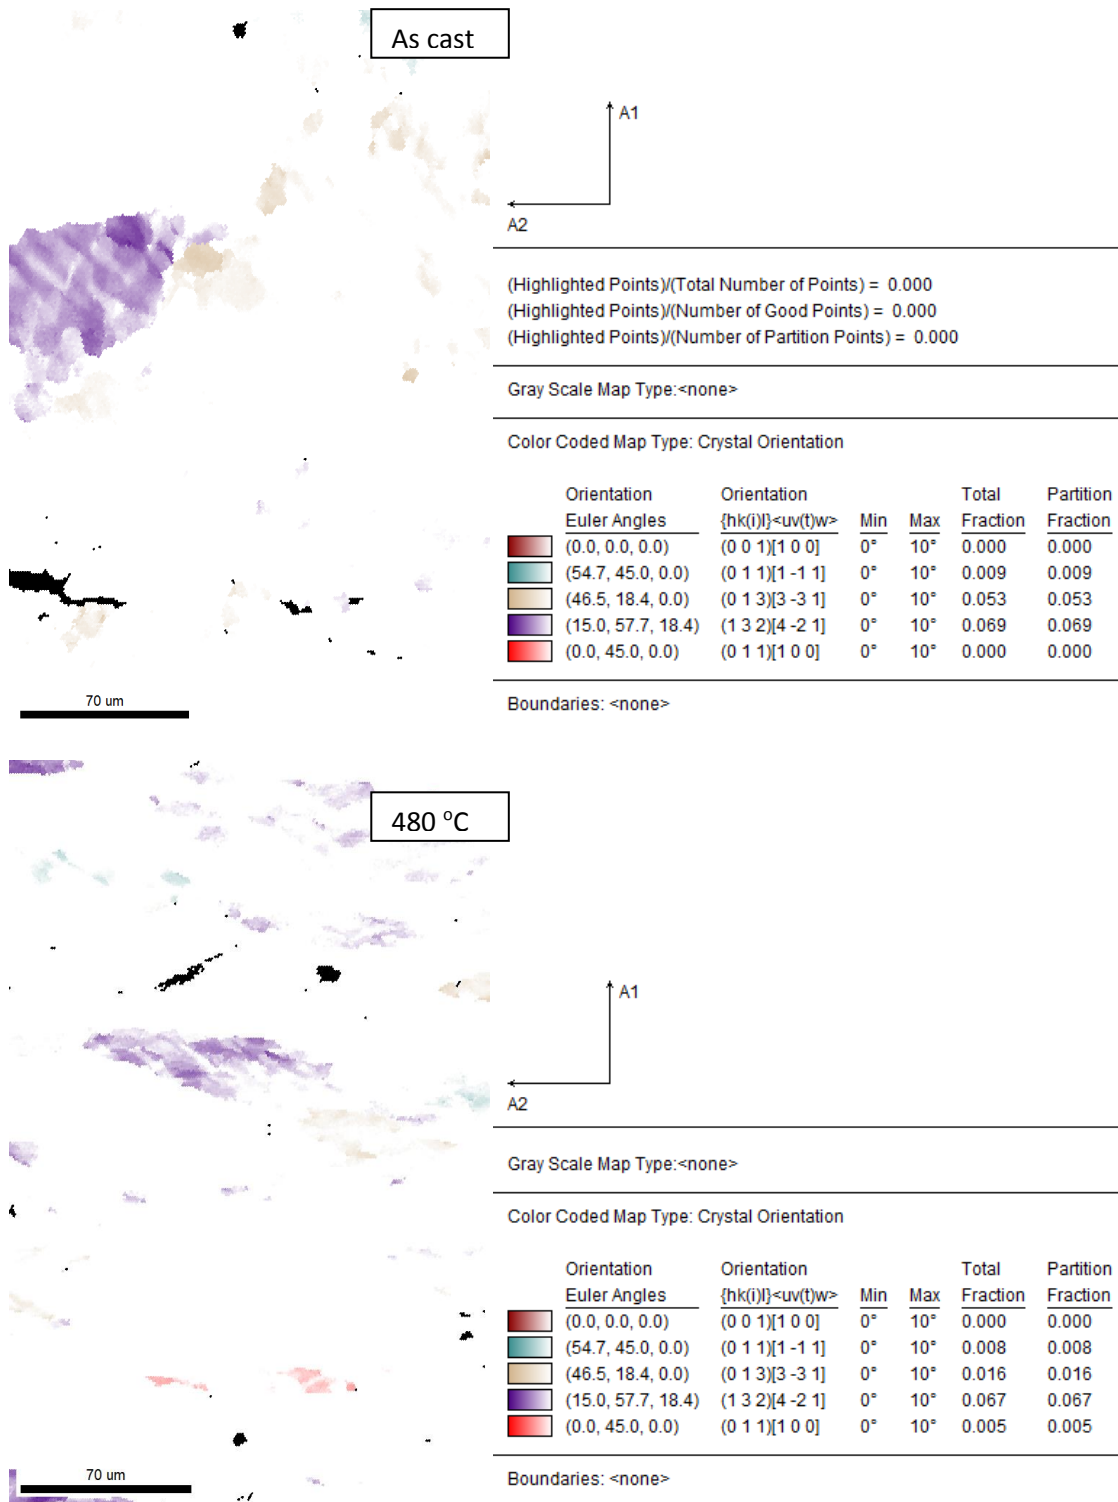 As cast
A1
A2
(Highlighted Points)/(Total Number of Points) = 0.000
(Highlighted Points)/(Number of Good Points) = 0.000
(Highlighted Points)/(Number of Partition Points) = 0.000
Gray Scale Map Type:<none>
Color Coded Map Type: Crystal Orientation
Orientation Orientation Total Partition
Euler Angles {hk(i)l}<uv(t)w> Min Max Fraction Fraction
(0.0, 0.0, 0.0) (0 0 1)[1 0 0] 0° 10° 0.000 0.000
(54.7, 45.0, 0.0) (0 1 1)[1 -1 1] 0° 10° 0.009 0.009
(46.5, 18.4, 0.0) (0 1 3)[3 -3 1] 0° 10° 0.053 0.053
(15.0, 57.7, 18.4) (1 3 2)[4 -2 1] 0° 10° 0.069 0.069
(0.0, 45.0, 0.0) (0 1 1)[1 0 0] 0° 10° 0.000 0.000
70 um
Boundaries: <none>
480 °C
A1
A2
Gray Scale Map Type:<none>
Color Coded Map Type: Crystal Orientation
Orientation Orientation Total Partition
Euler Angles {hk(i)l}<uv(t)w> Min Max Fraction Fraction
(0.0, 0.0, 0.0) (0 0 1)[1 0 0] 0° 10° 0.000 0.000
(54.7, 45.0, 0.0) (0 1 1)[1 -1 1] 0° 10° 0.008 0.008
(46.5, 18.4, 0.0) (0 1 3)[3 -3 1] 0° 10° 0.016 0.016
(15.0, 57.7, 18.4) (1 3 2)[4 -2 1] 0° 10° 0.067 0.067
(0.0, 45.0, 0.0) (0 1 1)[1 0 0] 0° 10° 0.005 0.005
70 um
Boundaries: <none>